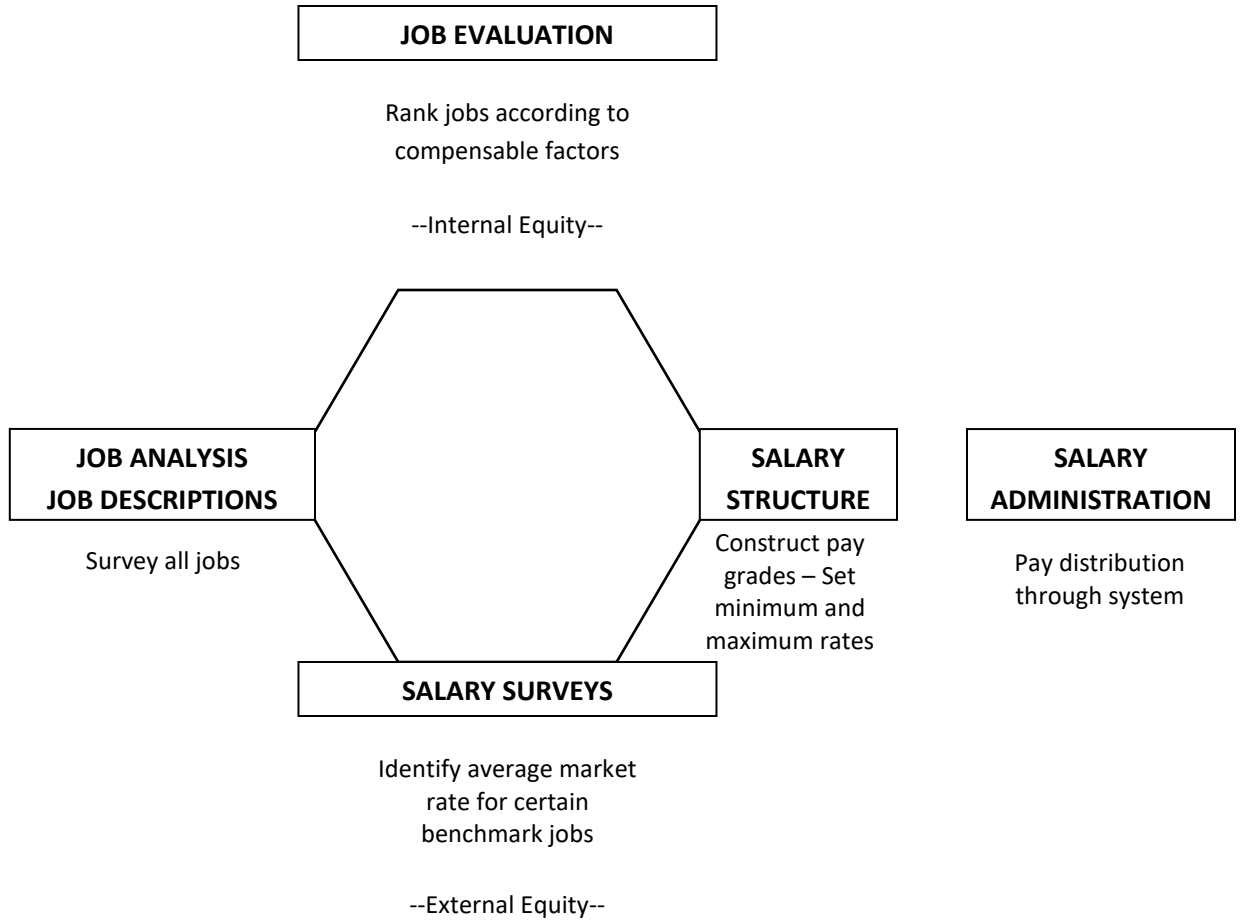 JOB EVALUATION
Rank jobs according to
compensable factors
--Internal Equity--
JOB ANALYSIS
JOB DESCRIPTIONS
Survey all jobs
SALARY
STRUCTURE
Construct pay
grades – Set
minimum and
maximum rates
SALARY
ADMINISTRATION
Pay distribution
through system
SALARY SURVEYS
Identify average market
rate for certain
benchmark jobs
--External Equity--